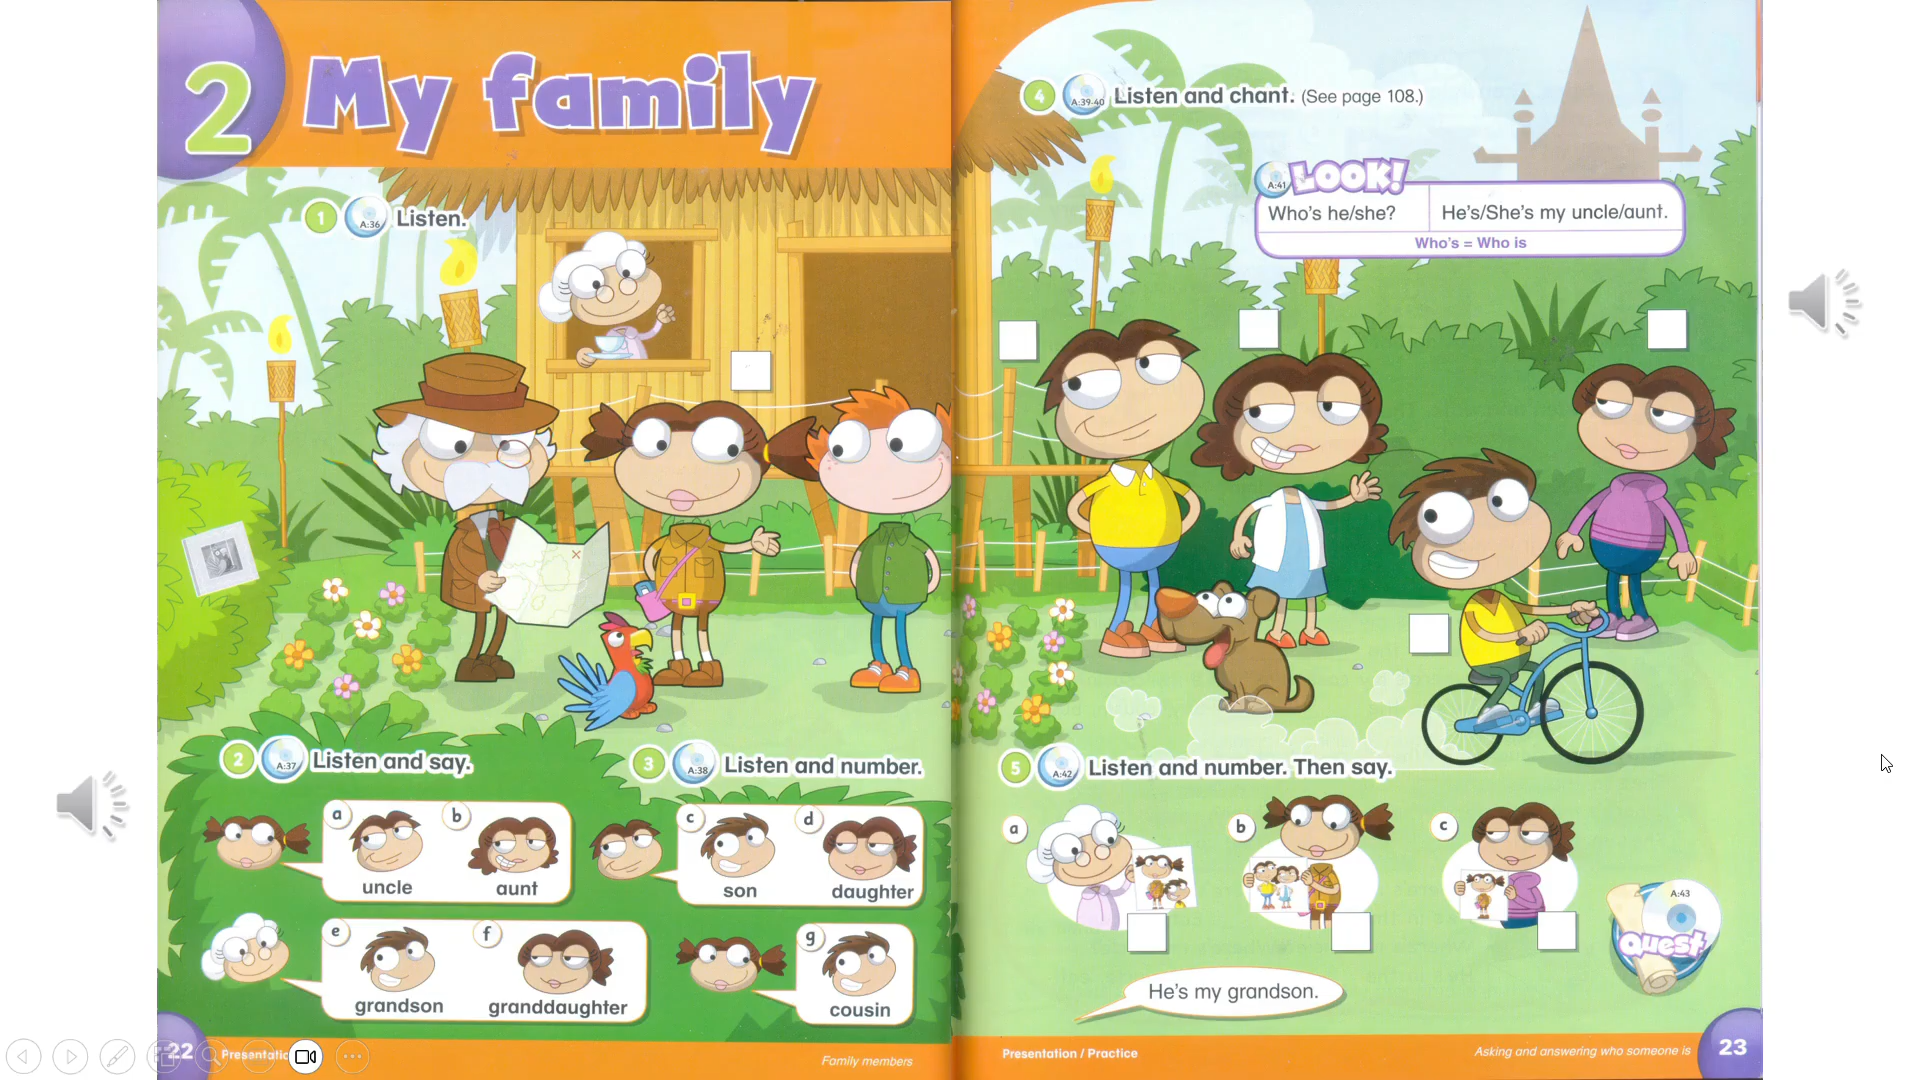 2 My family
1 A:36 Listen.
2 A:37 Listen and say.
a
uncle
b
aunt
e
grandson
f
granddaughter
3 A:38 Listen and number.
c
son
d
daughter
g
cousin
22
Presentatio
Family members
4 A:39-40 Listen and chant. (See page 108.)
A:41 LOOK!
Who's he/she? He's/She's my uncle/aunt.
Who's = Who is
5 A:42 Listen and number. Then say.
a
b
c
He's my grandson.
A:43
Quest
Presentation / Practice
Asking and answering who someone is
23